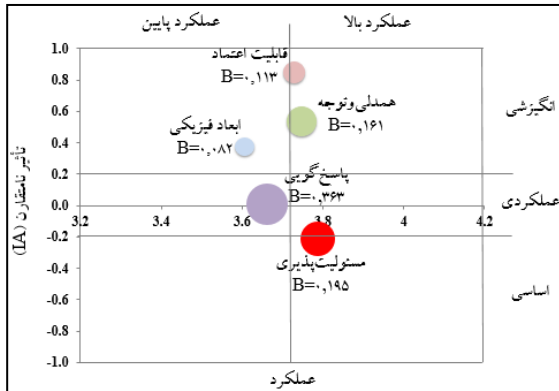 عملکرد بالا
عملکرد پایین
1.0
0.8
0.6
0.4
0.2
0.0
-0.2
-0.4
-0.6
-0.8
-1.0
3.2
3.4
3.6
3.8
4
4.2
قابلیت اعتماد
B=۰,۱۱۳
همدلی وتوجه
B=۰,۱۶۱
ابعاد فیزیکی
B=۰,۰۸۲
پاسخ گویی
B=۰,۳۶۳
مسئولیت‌پذیری
B=۰,۱۹۵
انگیزشی
عملکردی
اساسی
تأثیر نامتقارن (IA)
عملکرد